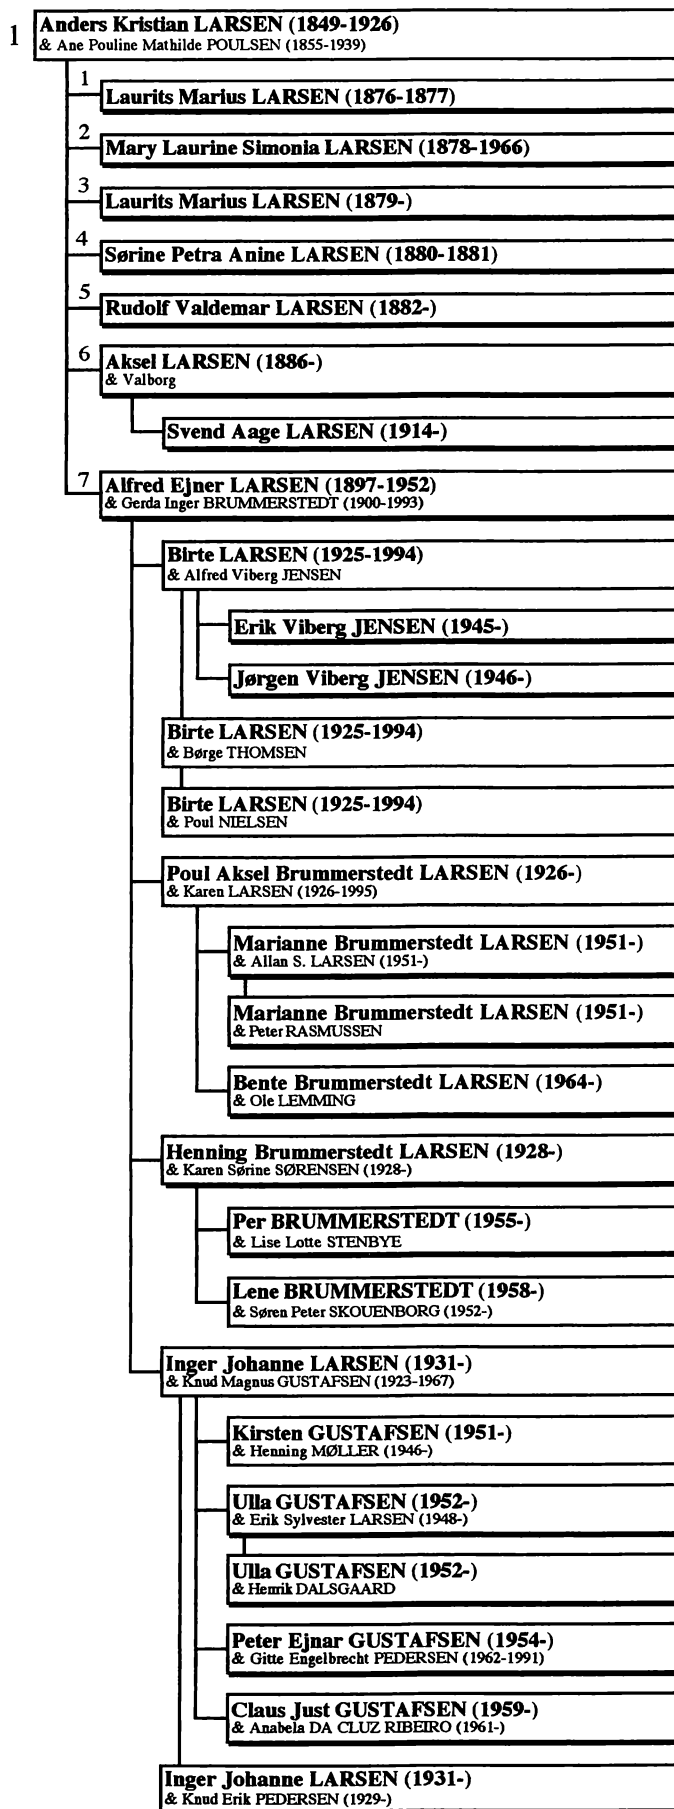 1
Anders Kristian LARSEN (1849-1926)
& Ane Pouline Mathilde POULSEN (1855-1939)
1
Laurits Marius LARSEN (1876-1877)
2
Mary Laurine Simonia LARSEN (1878-1966)
3
Laurits Marius LARSEN (1879-)
4
Sørine Petra Anine LARSEN (1880-1881)
5
Rudolf Valdemar LARSEN (1882-)
6
Aksel LARSEN (1886-)
& Valborg
Svend Aage LARSEN (1914-)
7
Alfred Ejner LARSEN (1897-1952)
& Gerda Inger BRUMMERSTEDT (1900-1993)
Birte LARSEN (1925-1994)
& Alfred Viberg JENSEN
Erik Viberg JENSEN (1945-)
Jørgen Viberg JENSEN (1946-)
Birte LARSEN (1925-1994)
& Børge THOMSEN
Birte LARSEN (1925-1994)
& Poul NIELSEN
Poul Aksel Brummerstedt LARSEN (1926-)
& Karen LARSEN (1926-1995)
Marianne Brummerstedt LARSEN (1951-)
& Allan S. LARSEN (1951-)
Marianne Brummerstedt LARSEN (1951-)
& Peter RASMUSSEN
Bente Brummerstedt LARSEN (1964-)
& Ole LEMMING
Henning Brummerstedt LARSEN (1928-)
& Karen Sørine SØRENSEN (1928-)
Per BRUMMERSTEDT (1955-)
& Lise Lotte STENBYE
Lene BRUMMERSTEDT (1958-)
& Søren Peter SKOUENBORG (1952-)
Inger Johanne LARSEN (1931-)
& Knud Magnus GUSTAFSEN (1923-1967)
Kirsten GUSTAFSEN (1951-)
& Henning MØLLER (1946-)
Ulla GUSTAFSEN (1952-)
& Erik Sylvester LARSEN (1948-)
Ulla GUSTAFSEN (1952-)
& Henrik DALSGAARD
Peter Ejnar GUSTAFSEN (1954-)
& Gitte Engelbrecht PEDERSEN (1962-1991)
Claus Just GUSTAFSEN (1959-)
& Anabela DA CLUZ RIBEIRO (1961-)
Inger Johanne LARSEN (1931-)
& Knud Erik PEDERSEN (1929-)